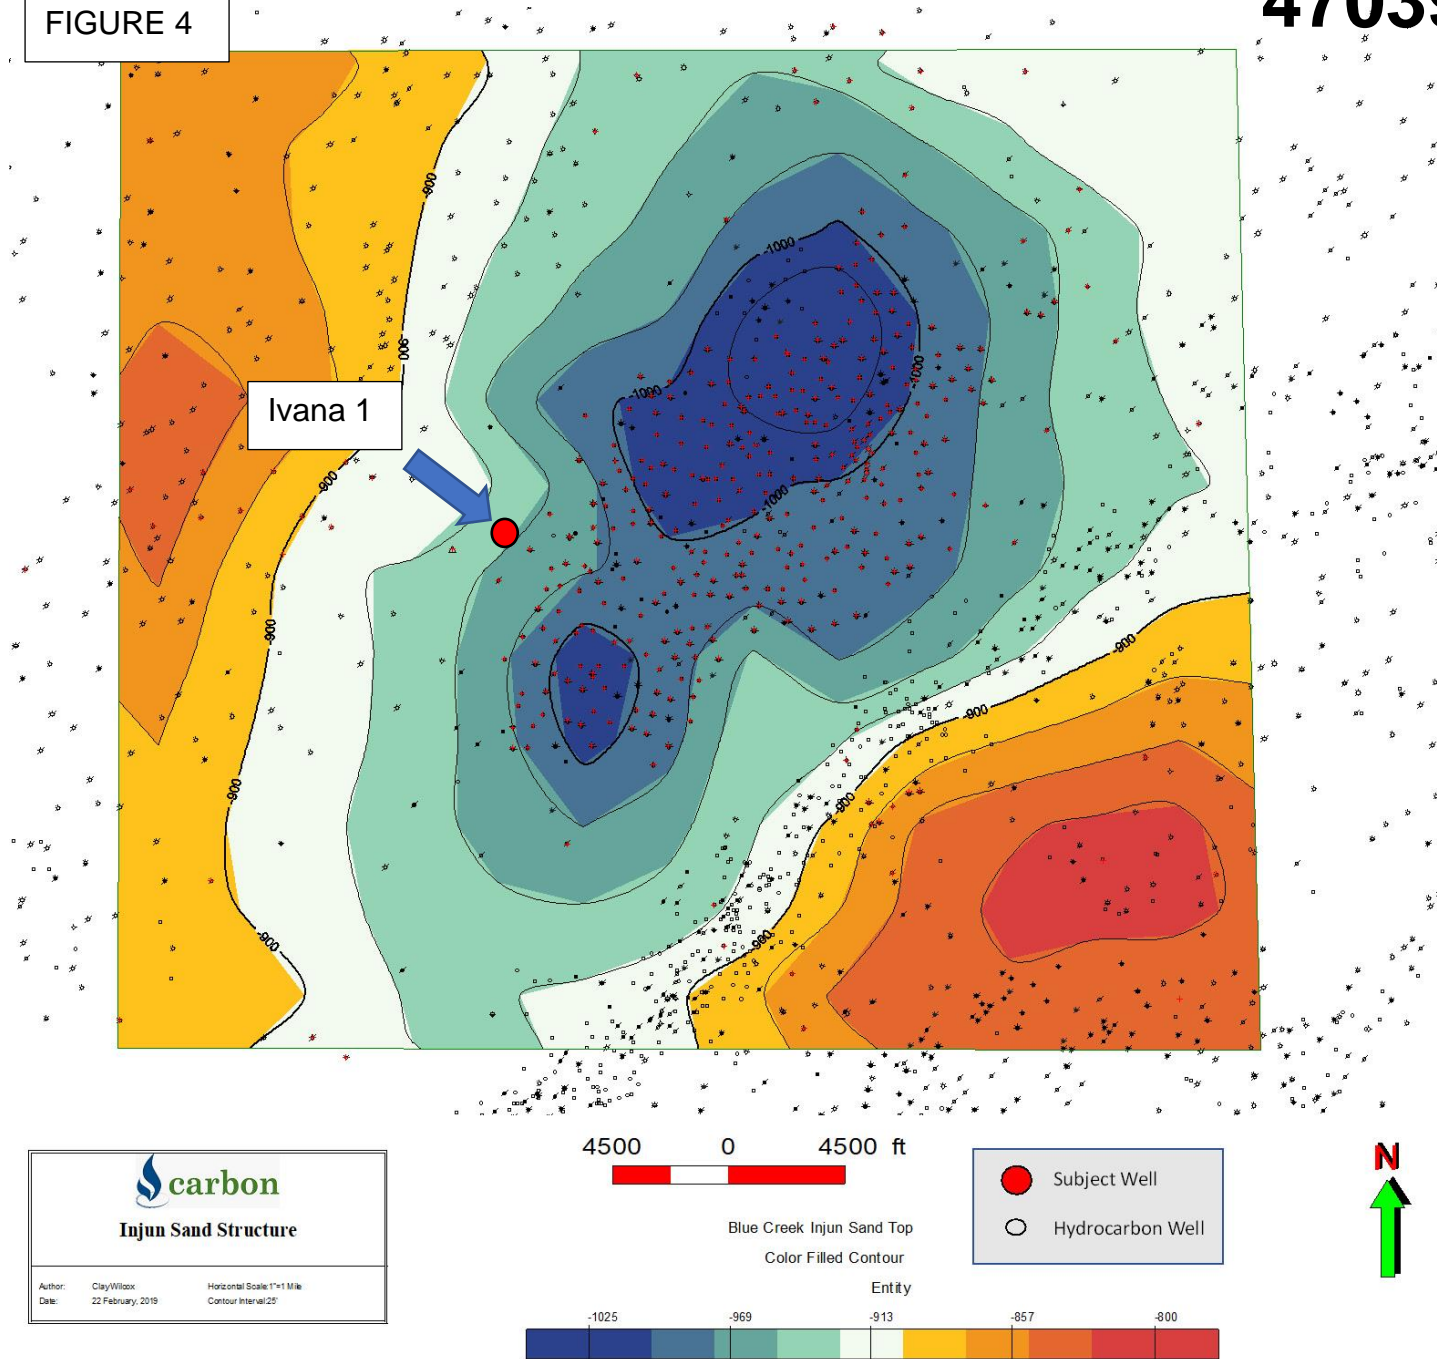 FIGURE 4
47039
-900
-1000
-900
-1000
-1000
Ivana 1
-900
-1000
-900
-900
-900
-900
-900
-900
-900
4500 0 4500 ft
carbon
Injun Sand Structure
Author: Clay Wilcox Horizontal Scale:1"=1 Mile
Date: 22 February, 2019 Contour Interval:25'
Blue Creek Injun Sand Top
Color Filled Contour
Entity
-1025 -969 -913 -857 -800
Subject Well
Hydrocarbon Well
N